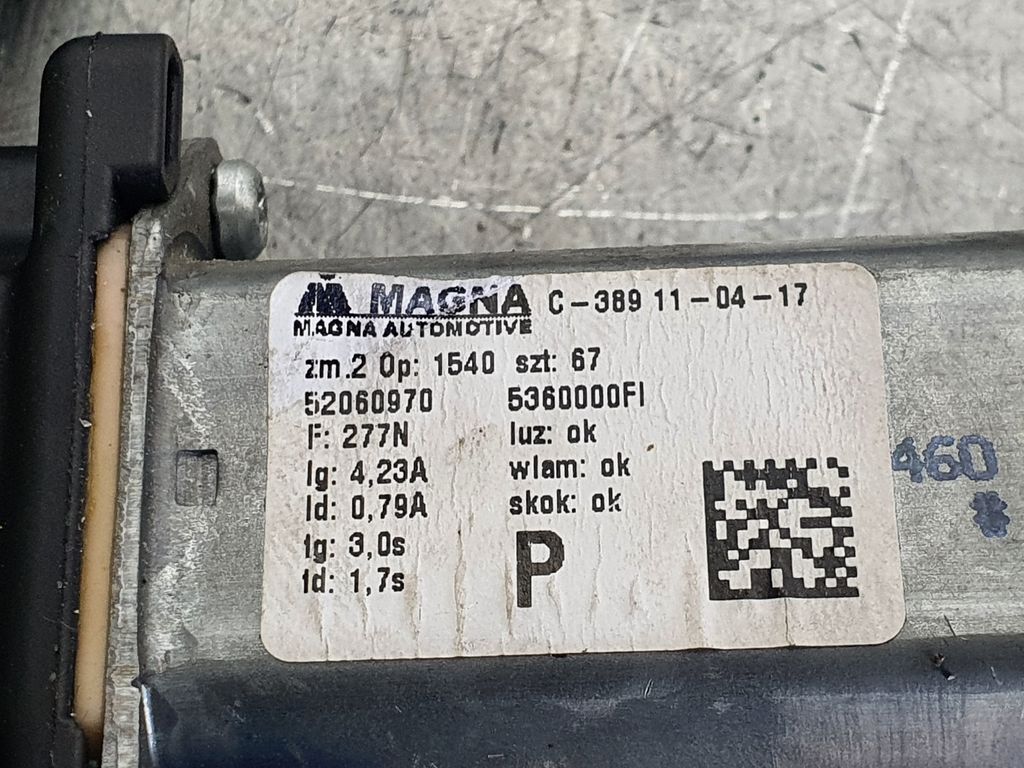 MAGNA C-389 11-04-17
MAGNA AUTOMOTIVE
zm.2 Op: 1540 szt: 67
52060970 5360000FI
F: 277N luz: ok
Ig: 4,23A wlam: ok
Id: 0,79A skok: ok
tg: 3,0s
td: 1,7s
P
460